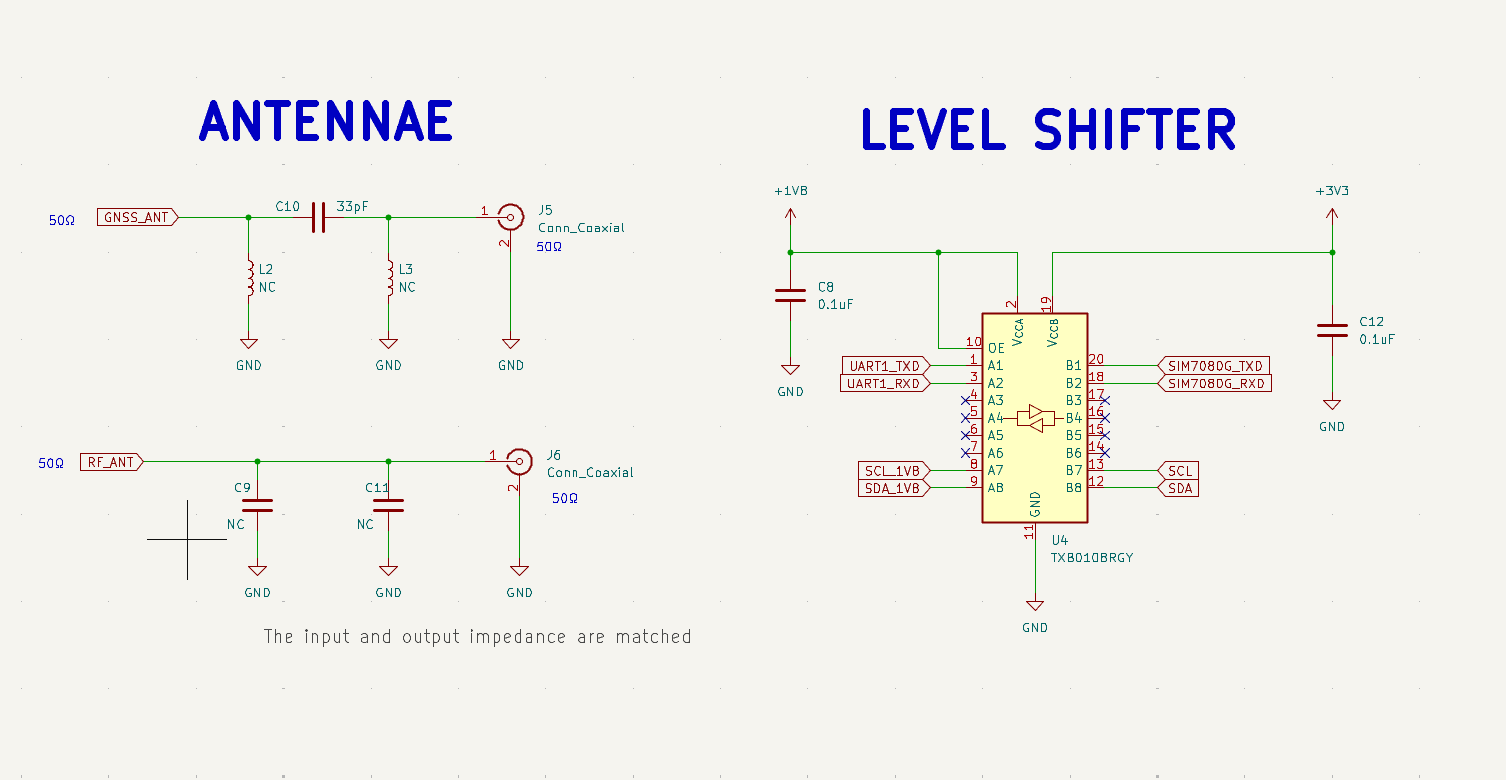 ANTENNAE
LEVEL SHIFTER
50Ω
GNSS_ANT
C10
33pF
1
2
J5
Conn_Coaxial
50Ω
L2
NC
L3
NC
GND
GND
GND
50Ω
RF_ANT
1
2
J6
Conn_Coaxial
50Ω
C9
NC
C11
NC
GND
GND
GND
The input and output impedance are matched
+1V8
+3V3
C8
0.1uF
GND
C12
0.1uF
GND
2
19
VCCA
VCCB
10
OE
UART1_TXD
1
A1
B1
20
SIM7080G_TXD
UART1_RXD
3
A2
B2
18
SIM7080G_RXD
4
A3
B3
17
5
A4
B4
16
6
A5
B5
15
7
A6
B6
14
SCL_1V8
8
A7
B7
13
SCL
SDA_1V8
9
A8
B8
12
SDA
GND
11
U4
TXB0108RGY
GND